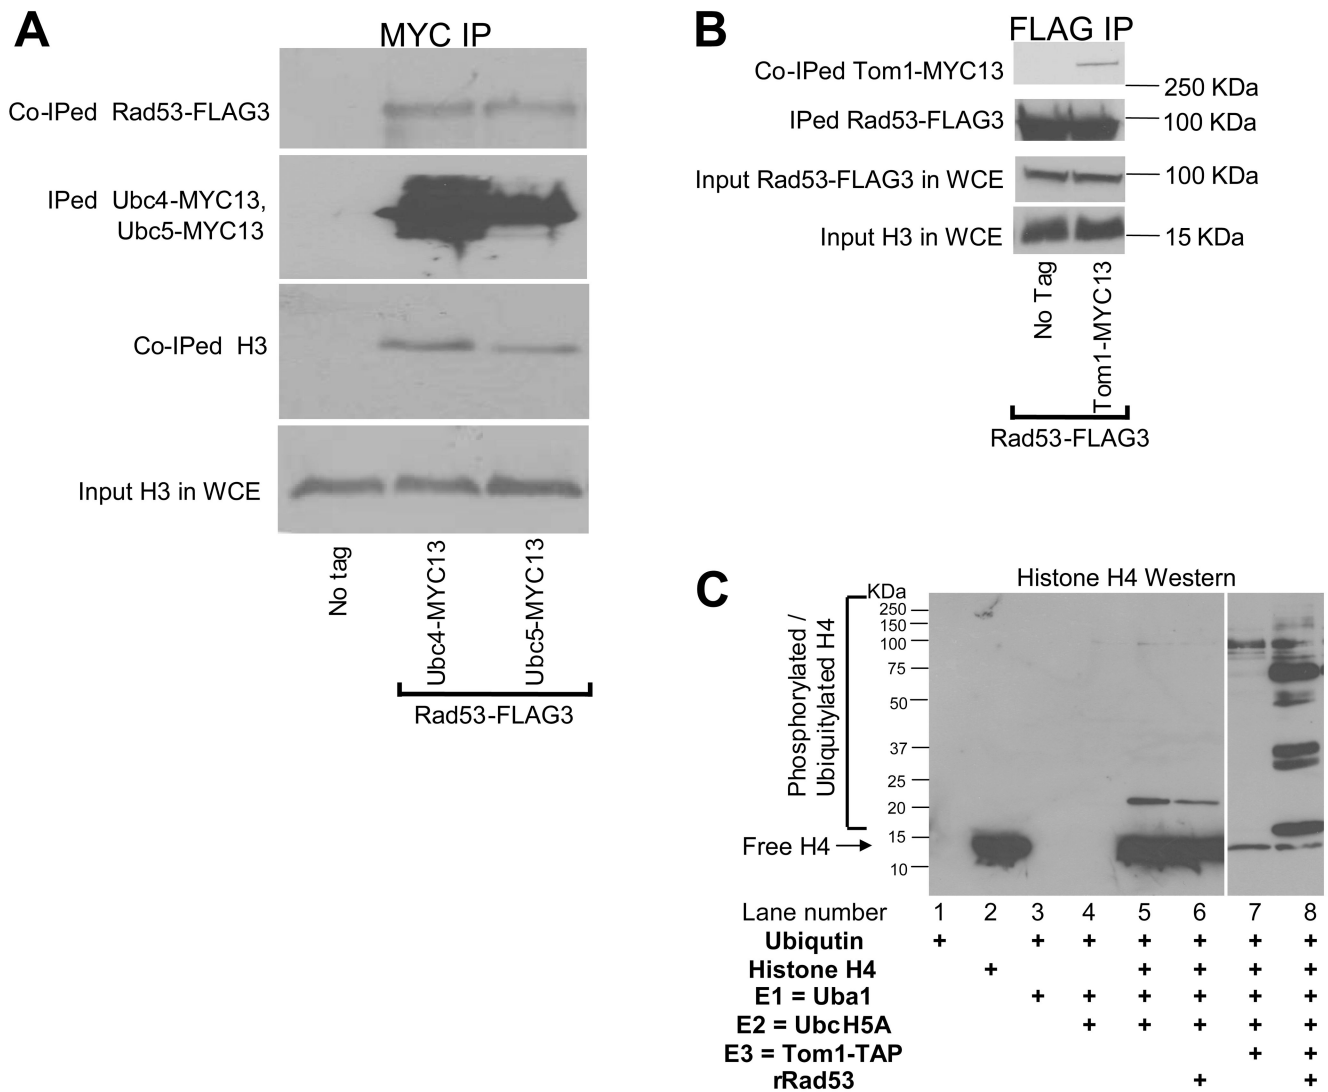 A
MYC IP
Co-IPed Rad53-FLAG3
IPed Ubc4-MYC13,
Ubc5-MYC13
Co-IPed H3
Input H3 in WCE
No tag
Ubc4-MYC13
Ubc5-MYC13
Rad53-FLAG3
B
FLAG IP
Co-IPed Tom1-MYC13
250 KDa
IPed Rad53-FLAG3
100 KDa
Input Rad53-FLAG3 in WCE
100 KDa
Input H3 in WCE
15 KDa
No Tag
Tom1-MYC13
Rad53-FLAG3
C
Histone H4 Western
KDa
250
150
100
75
50
37
25
20
15
10
Phosphorylated /
Ubiquitylated H4
Free H4
Lane number 1 2 3 4 5 6 7 8
Ubiqutin + + + + + + +
Histone H4 + + + + +
E1 = Uba1 + + + + + +
E2 = UbcH5A + + + + +
E3 = Tom1-TAP + +
rRad53 + +